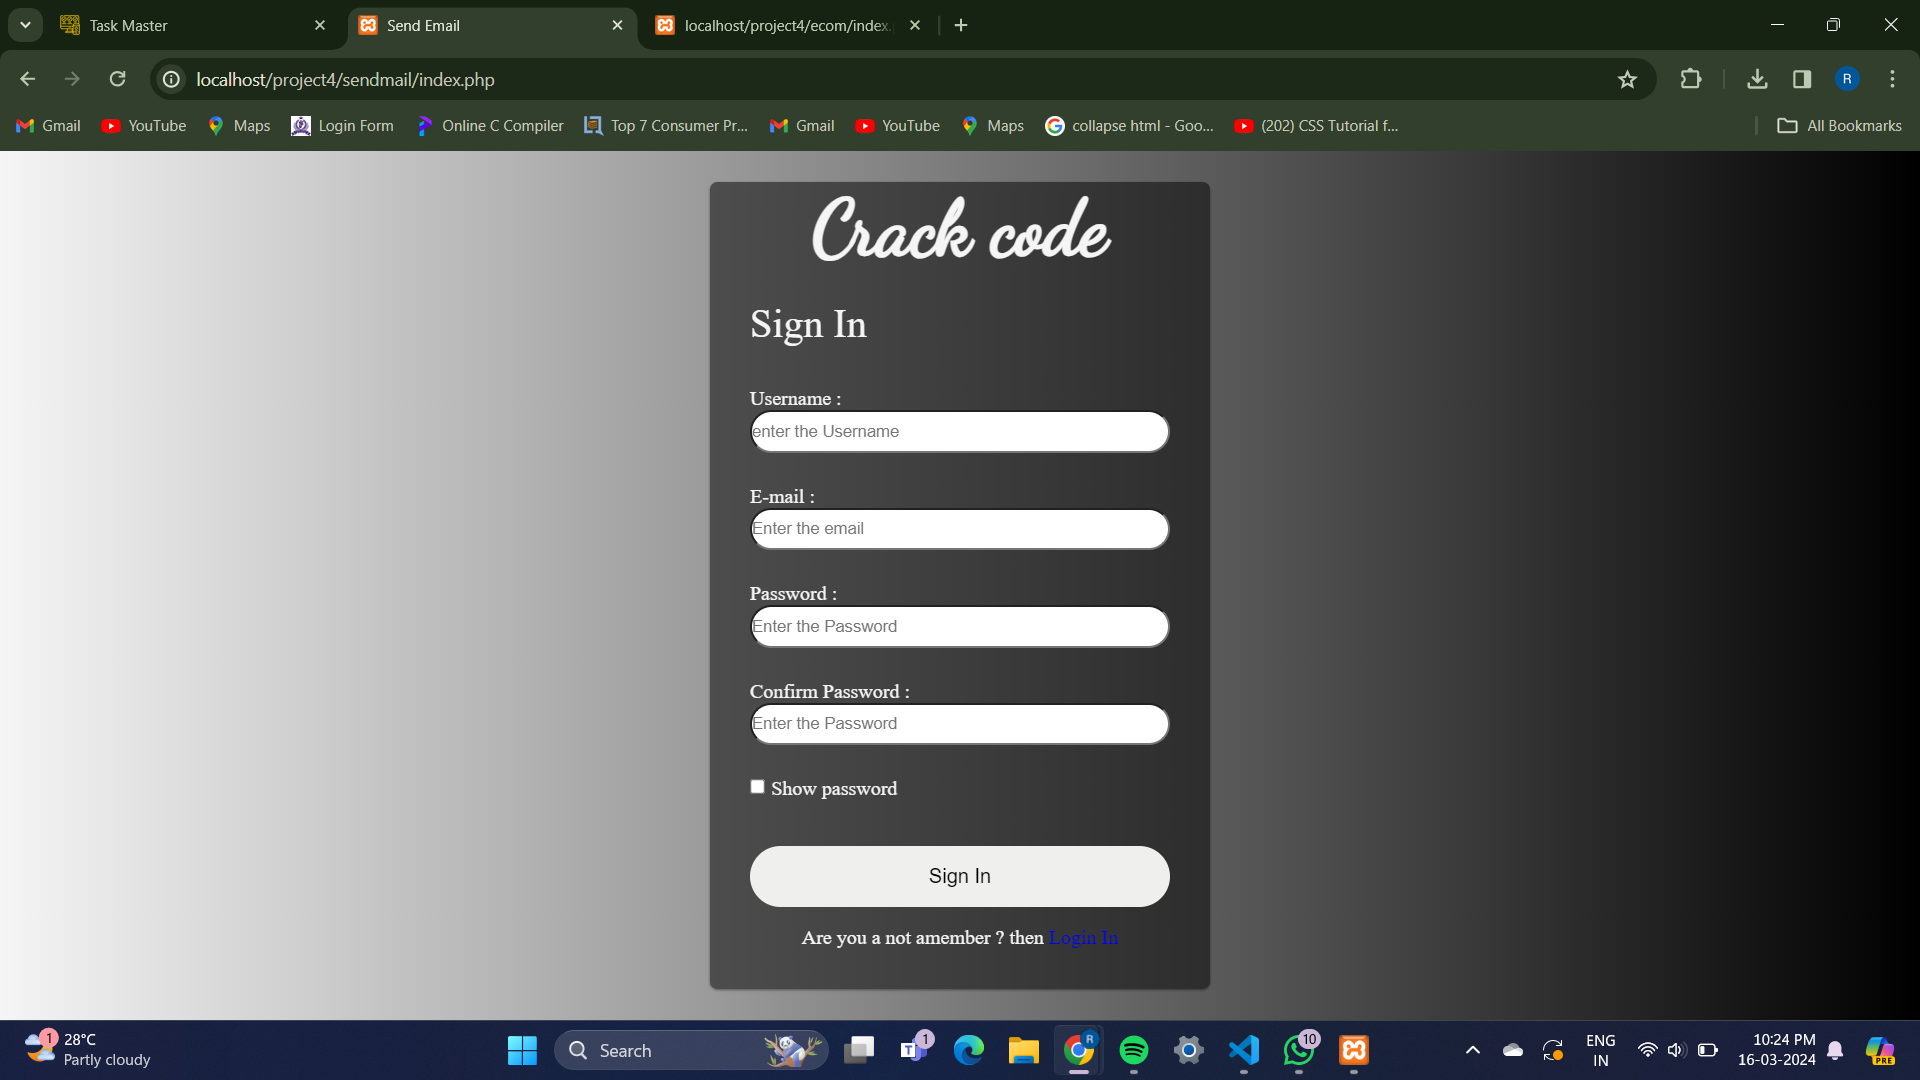 Task Master
Send Email
localhost/project4/ecom/index.
localhost/project4/sendmail/index.php
R
Gmail
YouTube
Maps
Login Form
Online C Compiler
Top 7 Consumer Pr...
Gmail
YouTube
Maps
collapse html - Goo...
(202) CSS Tutorial f...
All Bookmarks
Crack code
Sign In
Username :
enter the Username
E-mail :
Enter the email
Password :
Enter the Password
Confirm Password :
Enter the Password
Show password
Sign In
Are you a not amember ? then Login In
1
28°C
Partly cloudy
Search
1
T
R
10
ENG
IN
10:24 PM
16-03-2024
PRE